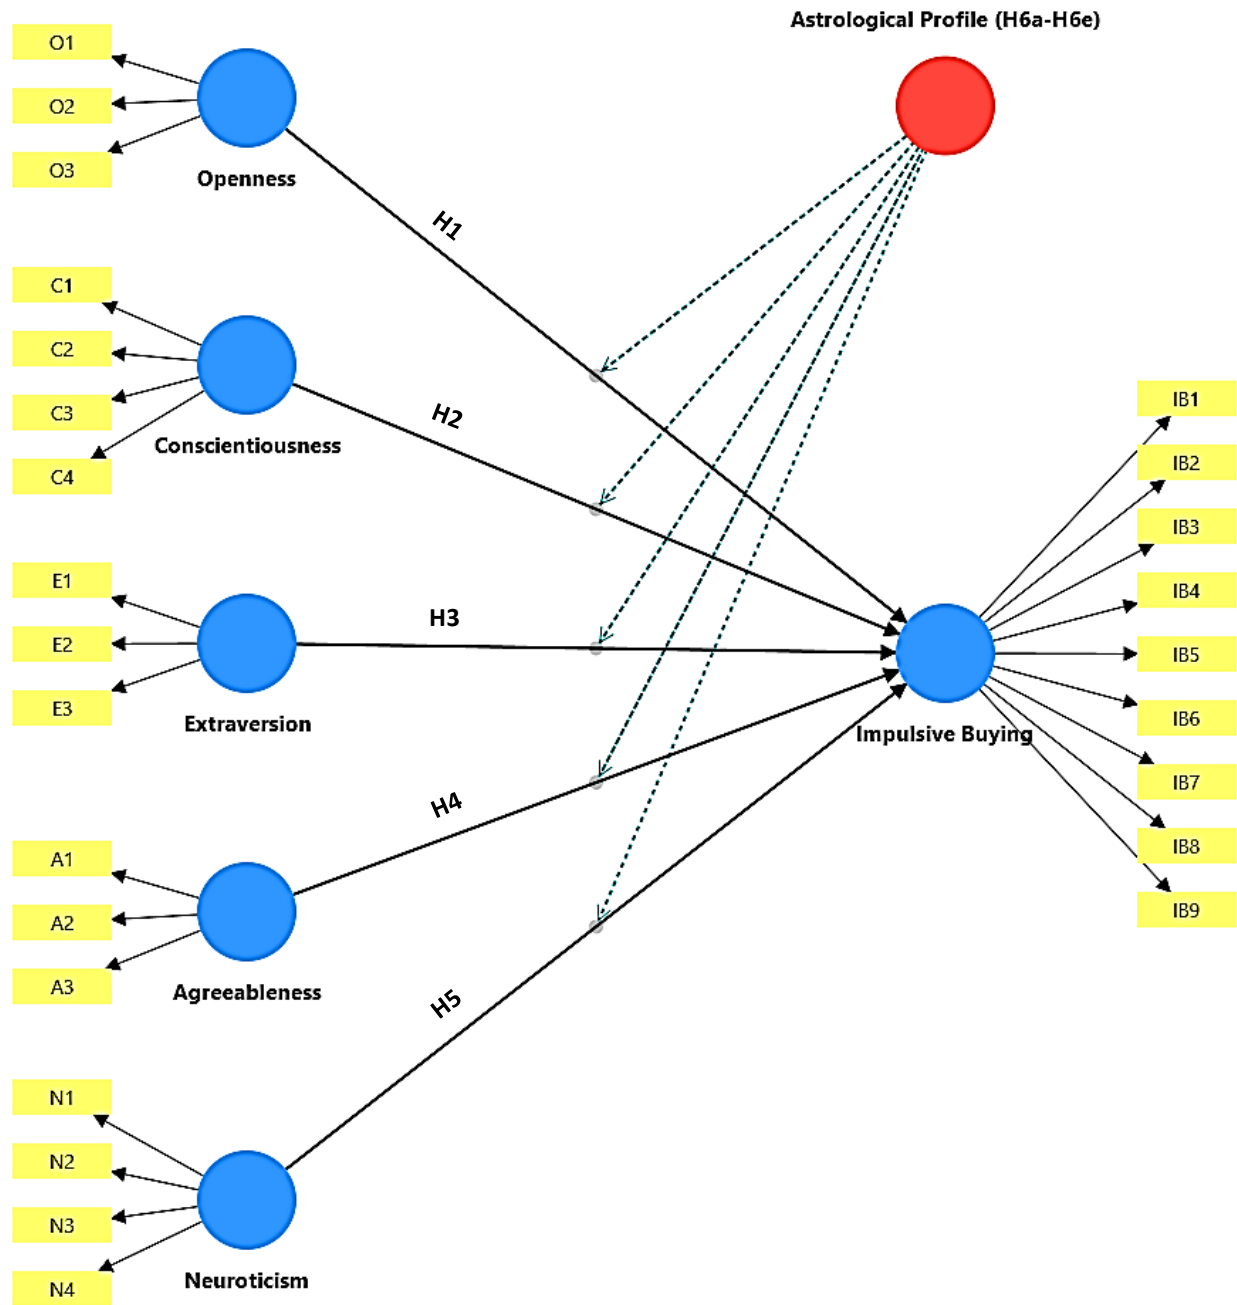 Astrological Profile (H6a-H6e)
O1
O2
O3
Openness
H1
C1
C2
C3
C4
Conscientiousness
H2
E1
E2
E3
Extraversion
H3
A1
A2
A3
Agreeableness
H4
N1
N2
N3
N4
Neuroticism
H5
Impulsive Buying
IB1
IB2
IB3
IB4
IB5
IB6
IB7
IB8
IB9